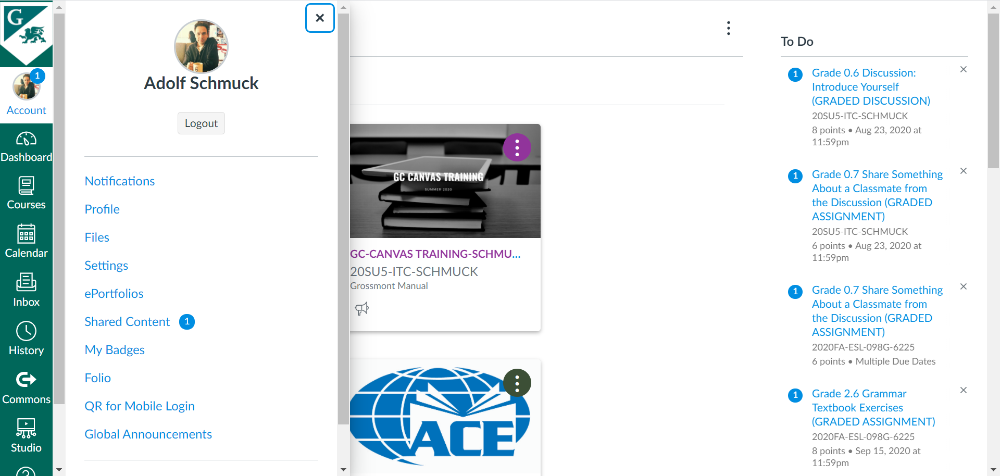 G
1
Account
Dashboard
Courses
Calendar
Inbox
History
Commons
Studio
Adolf Schmuck
Logout
Notifications
Profile
Files
Settings
ePortfolios
Shared Content 1
My Badges
Folio
QR for Mobile Login
Global Announcements
GC CANVAS TRAINING
SUMMER 2020
GC-CANVAS TRAINING-SCHMU...
20SU5-ITC-SCHMUCK
Grossmont Manual
ACE
To Do
1 Grade 0.6 Discussion:
Introduce Yourself
(GRADED DISCUSSION)
20SU5-ITC-SCHMUCK
8 points • Aug 23, 2020 at
11:59pm
1 Grade 0.7 Share Something
About a Classmate from
the Discussion (GRADED
ASSIGNMENT)
20SU5-ITC-SCHMUCK
6 points • Aug 23, 2020 at
11:59pm
1 Grade 0.7 Share Something
About a Classmate from
the Discussion (GRADED
ASSIGNMENT)
2020FA-ESL-098G-6225
6 points • Multiple Due Dates
1 Grade 2.6 Grammar
Textbook Exercises
(GRADED ASSIGNMENT)
2020FA-ESL-098G-6225
8 points • Sep 15, 2020 at
11:59pm